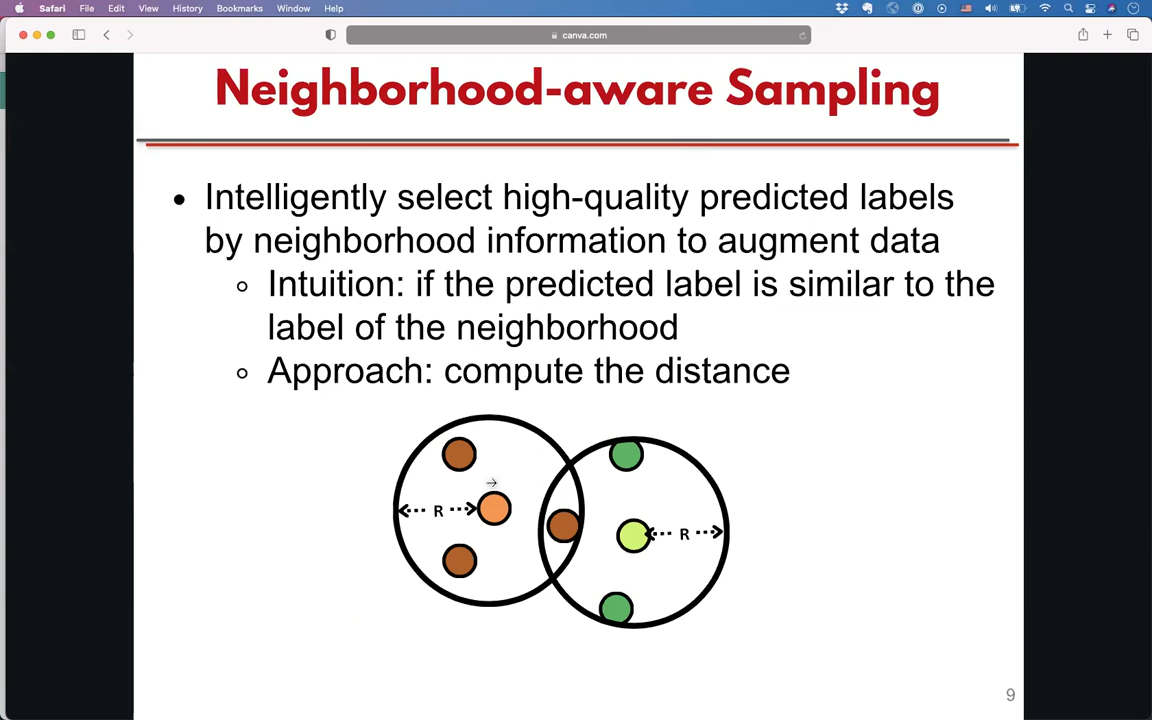 Safari File Edit View History Bookmarks Window Help
canva.com
Neighborhood-aware Sampling
• Intelligently select high-quality predicted labels
by neighborhood information to augment data
○ Intuition: if the predicted label is similar to the
label of the neighborhood
○ Approach: compute the distance
R
R
9